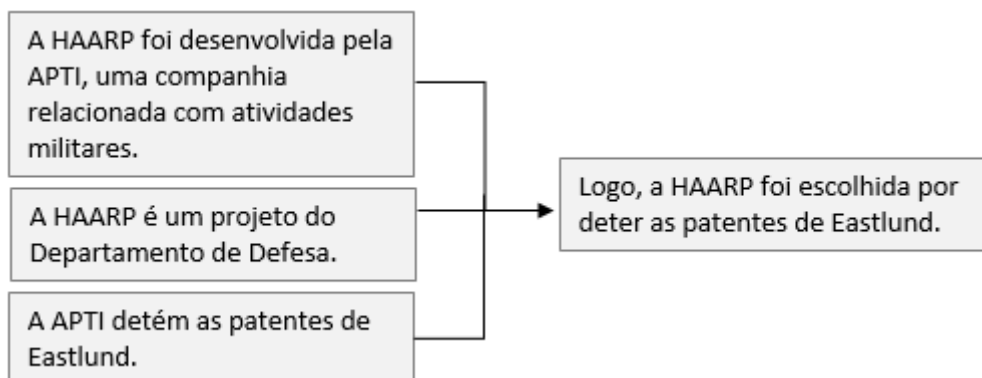 A HAARP foi desenvolvida pela
APTI, uma companhia
relacionada com atividades
militares.
A HAARP é um projeto do
Departamento de Defesa.
A APTI detém as patentes de
Eastlund.
Logo, a HAARP foi escolhida por
deter as patentes de Eastlund.